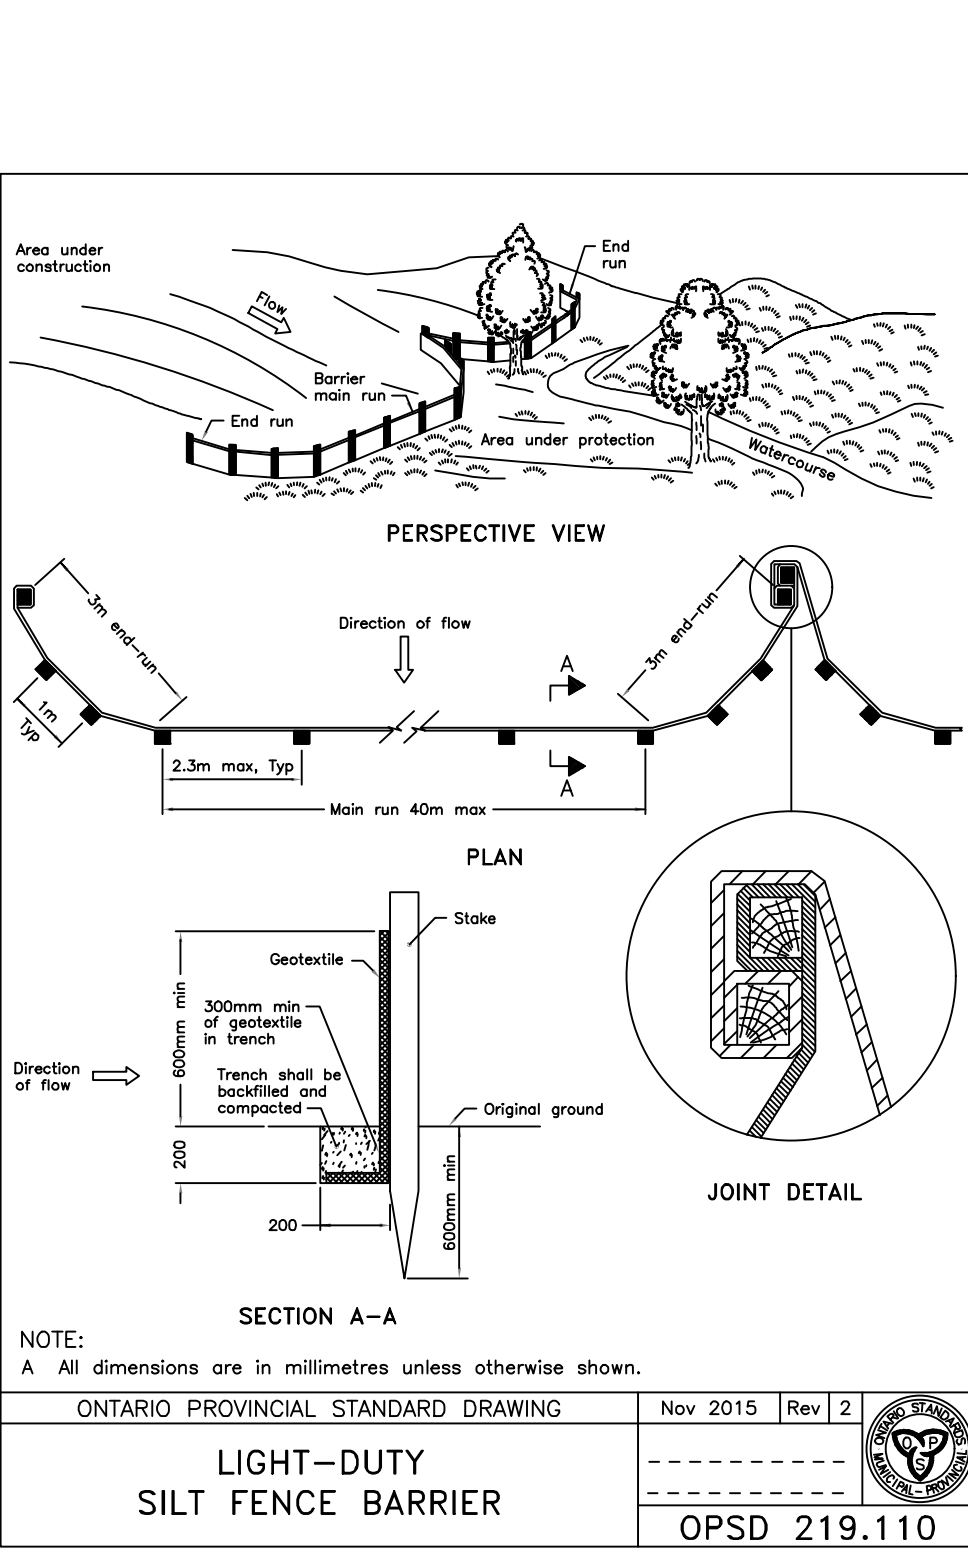 Area under
construction
Flow
End
run
Barrier
main run
End run
Area under protection
Watercourse
PERSPECTIVE VIEW
3m end-run
Direction of flow
3m end-run
A
1m
Typ
2.3m max, Typ
A
Main run 40m max
PLAN
Stake
Geotextile
600mm min
300mm min
of geotextile
in trench
Direction
of flow
Trench shall be
backfilled and
compacted
Original ground
200
600mm min
200
JOINT DETAIL
SECTION A-A
NOTE:
A All dimensions are in millimetres unless otherwise shown.
ONTARIO PROVINCIAL STANDARD DRAWING
Nov 2015
Rev
2
ONTARIO STANDARDS
MUNICIPAL-PROVINCIAL
O P
S
LIGHT-DUTY
SILT FENCE BARRIER
OPSD 219.110